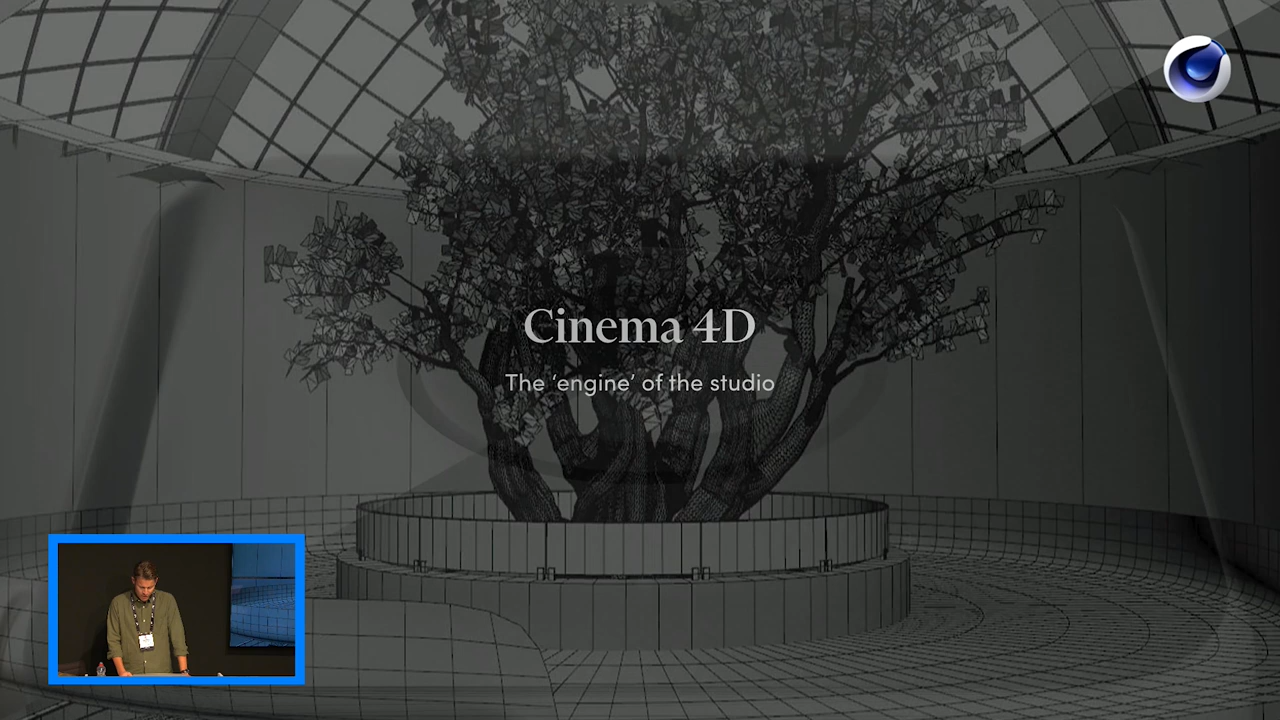 Cinema 4D
The ‘engine’ of the studio